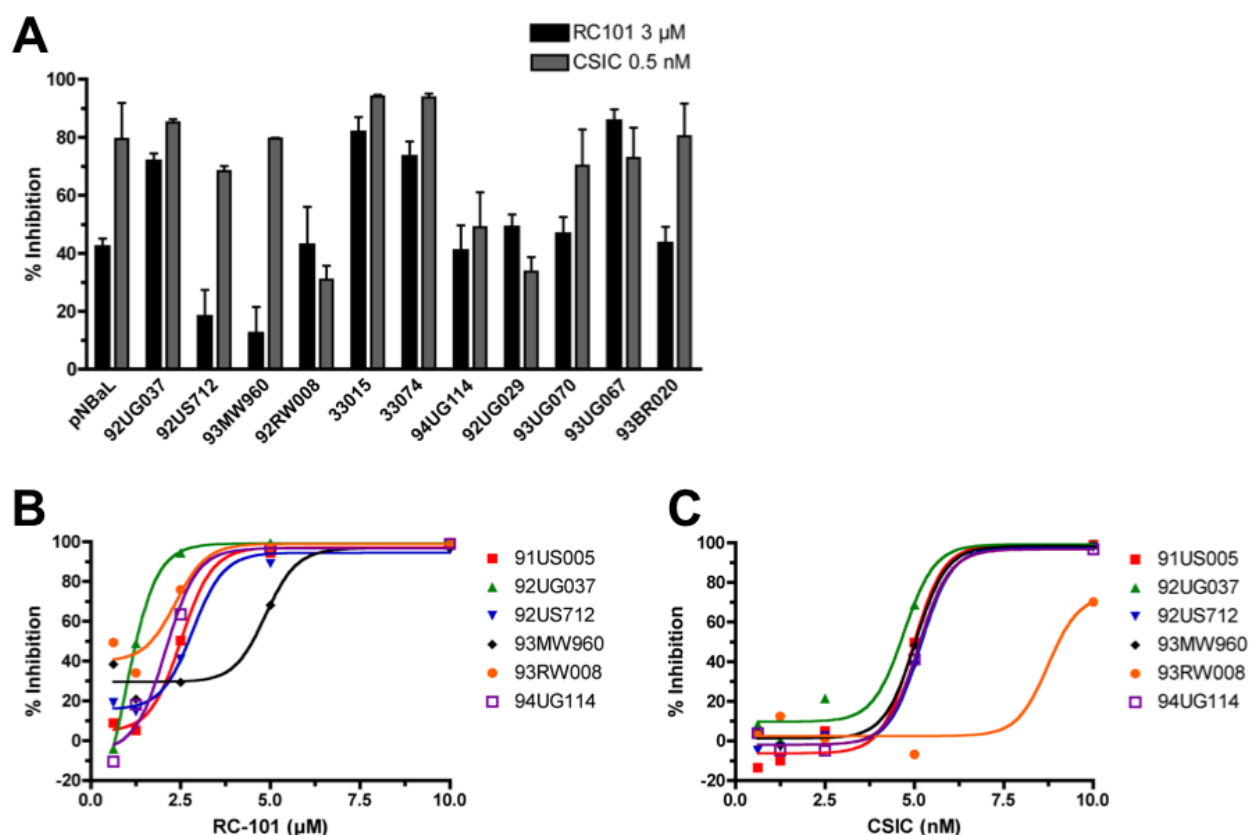 A
RC101 3 µM
CSIC 0.5 nM
% Inhibition
100
80
60
40
20
0
pNBaL
92UG037
92US712
93MW960
92RW008
33015
33074
94UG114
92UG029
93UG070
93UG067
93BR020
B
% Inhibition
100
80
60
40
20
0
-20
0.0
2.5
5.0
7.5
10.0
RC-101 (µM)
91US005
92UG037
92US712
93MW960
93RW008
94UG114
C
% Inhibition
100
80
60
40
20
0
-20
0.0
2.5
5.0
7.5
10.0
CSIC (nM)
91US005
92UG037
92US712
93MW960
93RW008
94UG114